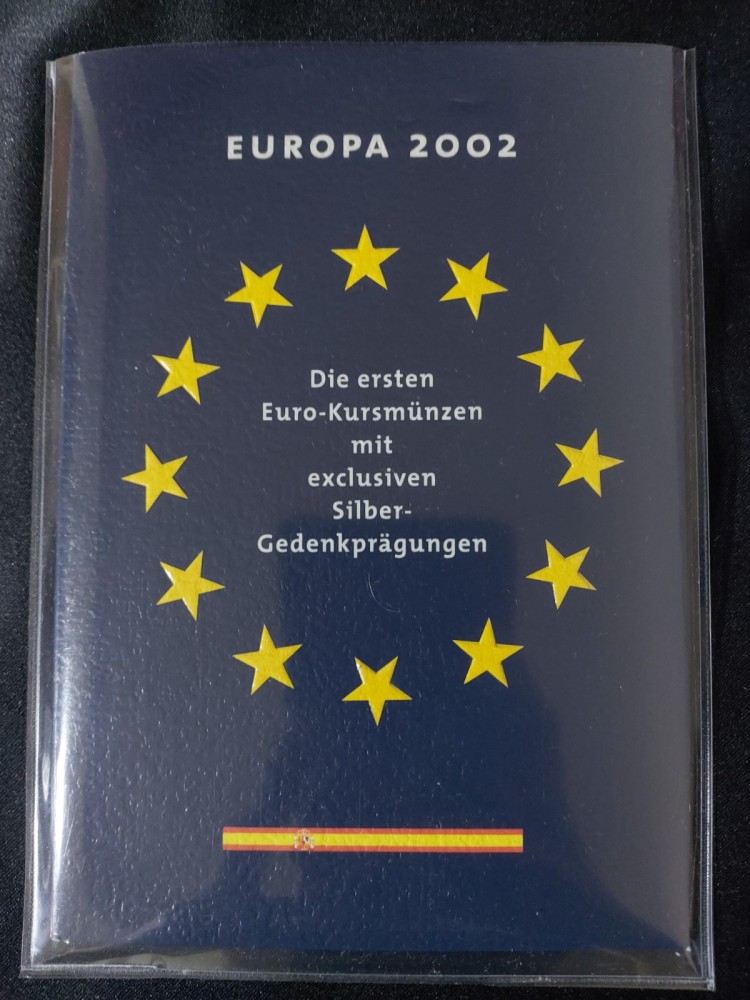 EUROPA 2002
Die ersten
Euro-Kursmünzen
mit
exclusiven
Silber-
Gedenkprägungen